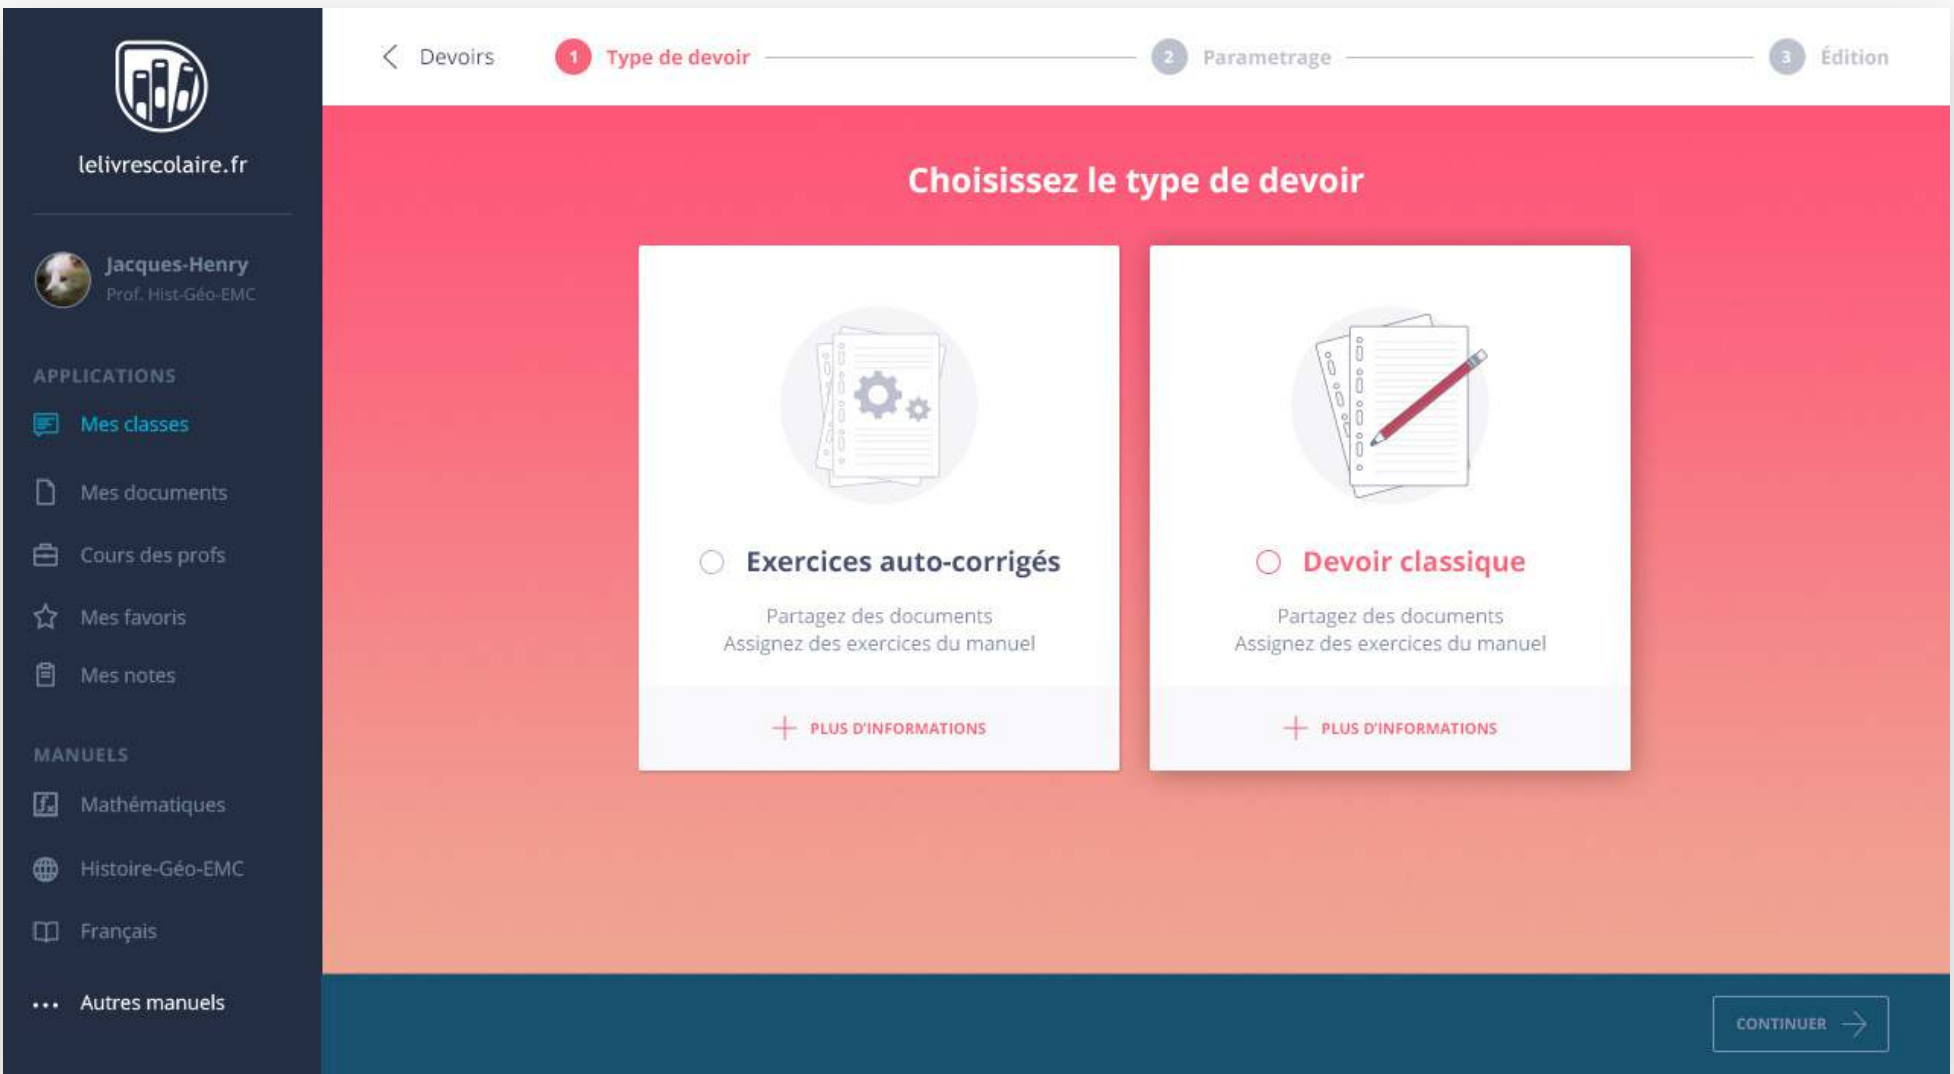 lelivrescolaire.fr
Jacques-Henry
Prof. Hist-Géo-EMC
APPLICATIONS
Mes classes
Mes documents
Cours des profs
Mes favoris
Mes notes
MANUELS
Mathématiques
Histoire-Géo-EMC
Français
... Autres manuels
Devoirs
1 Type de devoir
2 Parametrage
3 Édition
Choisissez le type de devoir
Exercices auto-corrigés
Partagez des documents
Assignez des exercices du manuel
PLUS D'INFORMATIONS
Devoir classique
Partagez des documents
Assignez des exercices du manuel
PLUS D'INFORMATIONS
CONTINUER